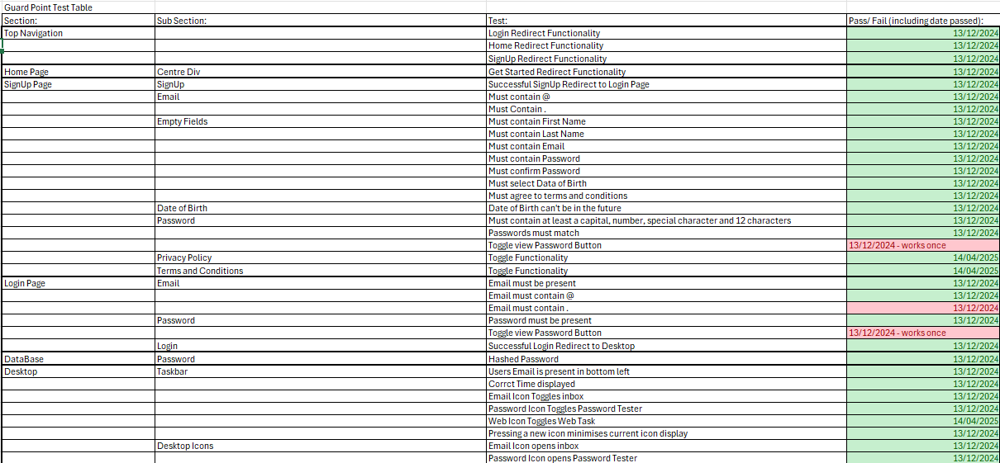 Guard Point Test Table
Section: Sub Section: Test: Pass/ Fail (including date passed):
Top Navigation Login Redirect Functionality 13/12/2024
Home Redirect Functionality 13/12/2024
SignUp Redirect Functionality 13/12/2024
Home Page Centre Div Get Started Redirect Functionality 13/12/2024
SignUp Page SignUp Successful SignUp Redirect to Login Page 13/12/2024
Email Must contain @ 13/12/2024
Must Contain . 13/12/2024
Empty Fields Must contain First Name 13/12/2024
Must contain Last Name 13/12/2024
Must contain Email 13/12/2024
Must contain Password 13/12/2024
Must confirm Password 13/12/2024
Must select Data of Birth 13/12/2024
Must agree to terms and conditions 13/12/2024
Date of Birth Date of Birth can't be in the future 13/12/2024
Password Must contain at least a capital, number, special character and 12 characters 13/12/2024
Passwords must match 13/12/2024
Toggle view Password Button 13/12/2024 - works once
Privacy Policy Toggle Functionality 14/04/2025
Terms and Conditions Toggle Functionality 14/04/2025
Login Page Email Email must be present 13/12/2024
Email must contain @ 13/12/2024
Email must contain . 13/12/2024
Password Password must be present 13/12/2024
Toggle view Password Button 13/12/2024 - works once
Login Successful Login Redirect to Desktop 13/12/2024
DataBase Password Hashed Password 13/12/2024
Desktop Taskbar Users Email is present in bottom left 13/12/2024
Corrct Time displayed 13/12/2024
Email Icon Toggles inbox 13/12/2024
Password Icon Toggles Password Tester 13/12/2024
Web Icon Toggles Web Task 14/04/2025
Pressing a new icon minimises current icon display 13/12/2024
Desktop Icons Email Icon opens inbox 13/12/2024
Password Icon opens Password Tester 13/12/2024